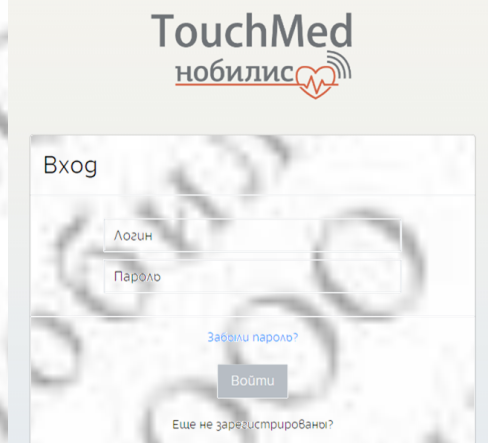 TouchMed
нобилис
Вход
Логин
Пароль
Забыли пароль?
Войти
Еще не зарегистрированы?